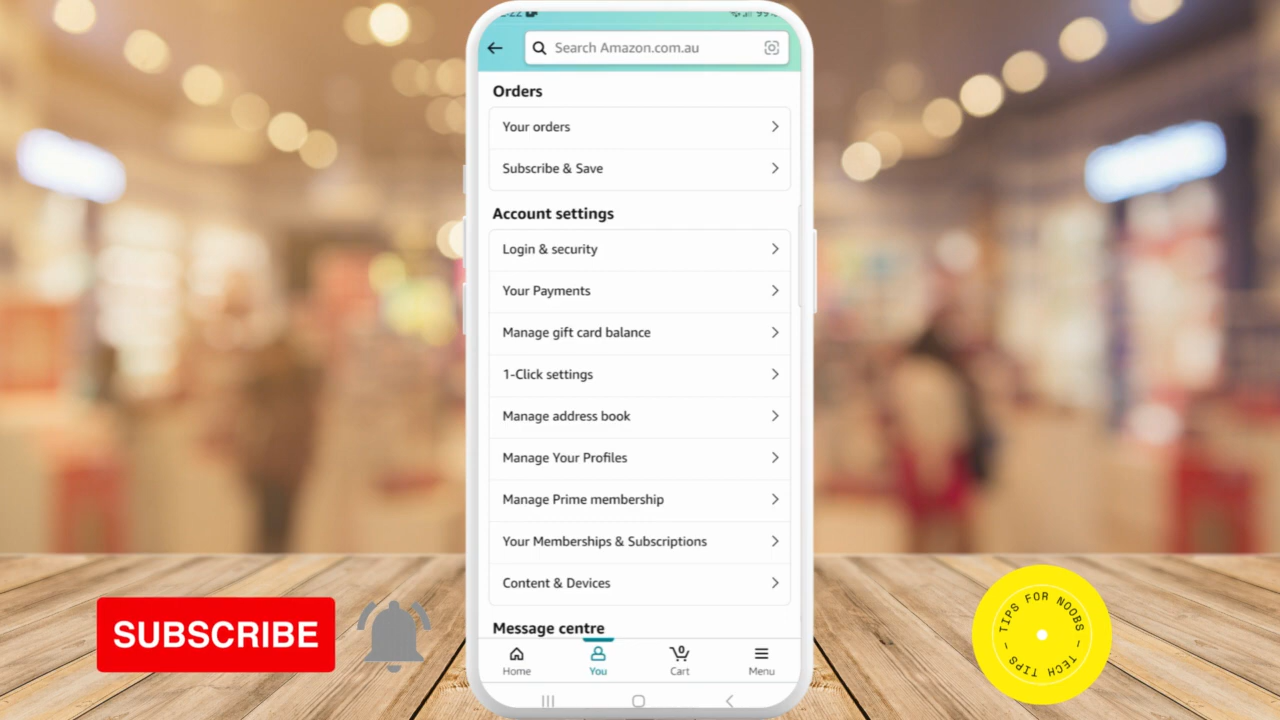 Search Amazon.com.au
Orders
Your orders
Subscribe & Save
Account settings
Login & security
Your Payments
Manage gift card balance
1-Click settings
Manage address book
Manage Your Profiles
Manage Prime membership
Your Memberships & Subscriptions
Content & Devices
Message centre
0
Home
You
Cart
Menu
SUBSCRIBE
TIPS FOR NOOBS – TECH TIPS –